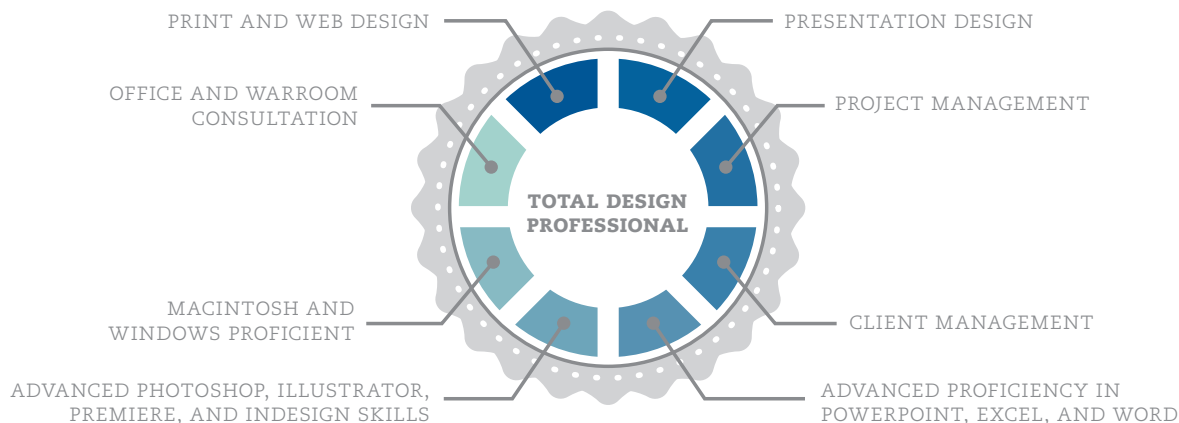 PRINT AND WEB DESIGN
PRESENTATION DESIGN
OFFICE AND WARROOM
CONSULTATION
PROJECT MANAGEMENT
TOTAL DESIGN
PROFESSIONAL
MACINTOSH AND
WINDOWS PROFICIENT
CLIENT MANAGEMENT
ADVANCED PHOTOSHOP, ILLUSTRATOR,
PREMIERE, AND INDESIGN SKILLS
ADVANCED PROFICIENCY IN
POWERPOINT, EXCEL, AND WORD